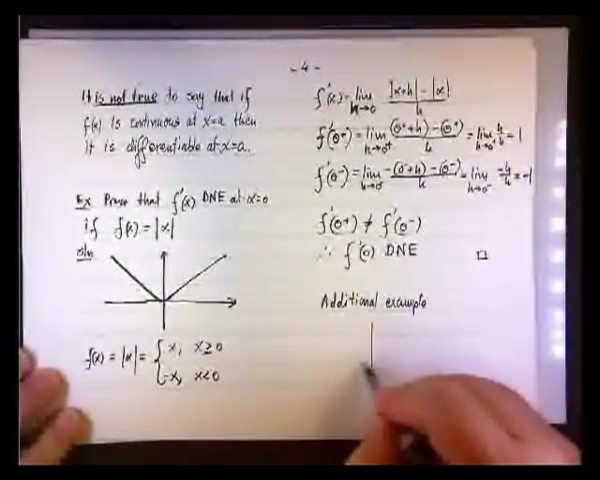 - 4 -
It is not true to say that if
f(x) is continuous at x=a then
it is differentiable at x=a.
Ex Prove that f'(x) DNE at x=0
if f(x) = |x|
soln
f(x) = |x| = { x, x ≥ 0
-x, x < 0
f'(x) = lim h→0 |x+h| - |x| / h
f'(0⁺) = lim h→0⁺ (0⁺+h) - (0⁺) / h = lim h→0⁺ h/h = 1
f'(0⁻) = lim h→0⁻ -(0⁻+h) - (0⁻) / h = lim h→0⁻ -h/h = -1
f'(0⁺) ≠ f'(0⁻)
∴ f'(0) DNE □
Additional example